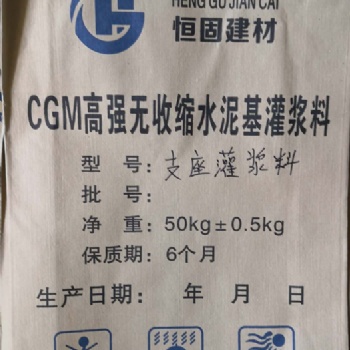 HENG GU JIAN CAI
恒固建材
CGM高强无收缩水泥基灌浆料
型 号：支座灌浆料
批 号：
净 重：50kg±0.5kg
保质期：6个月
生产日期： 年 月 日